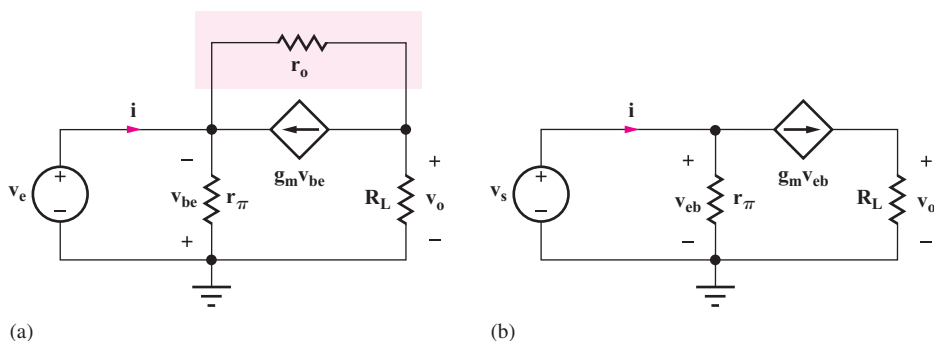 r_o
i
g_m v_be
v_e
+
−
−
v_be
r_π
+
R_L
+
v_o
−
(a)
i
g_m v_eb
v_s
+
−
+
v_eb
r_π
−
R_L
+
v_o
−
(b)